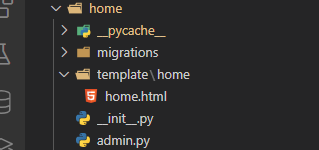 home
__pycache__
migrations
template\home
home.html
__init__.py
admin.py